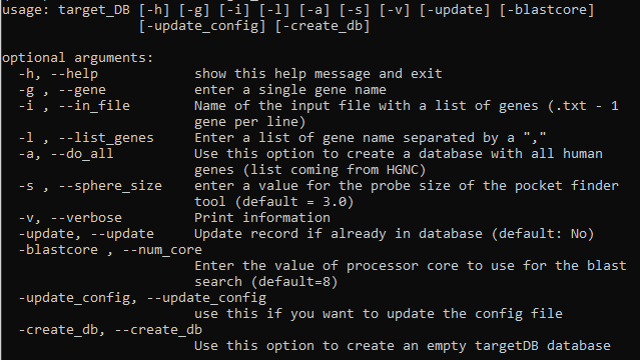 usage: target_DB [-h] [-g] [-i] [-l] [-a] [-s] [-v] [-update] [-blastcore]
[-update_config] [-create_db]
optional arguments:
-h, --help show this help message and exit
-g , --gene enter a single gene name
-i , --in_file Name of the input file with a list of genes (.txt - 1
gene per line)
-l , --list_genes Enter a list of gene name separated by a ","
-a, --do_all Use this option to create a database with all human
genes (list coming from HGNC)
-s , --sphere_size enter a value for the probe size of the pocket finder
tool (default = 3.0)
-v, --verbose Print information
-update, --update Update record if already in database (default: No)
-blastcore , --num_core
Enter the value of processor core to use for the blast
search (default=8)
-update_config, --update_config
use this if you want to update the config file
-create_db, --create_db
Use this option to create an empty targetDB database